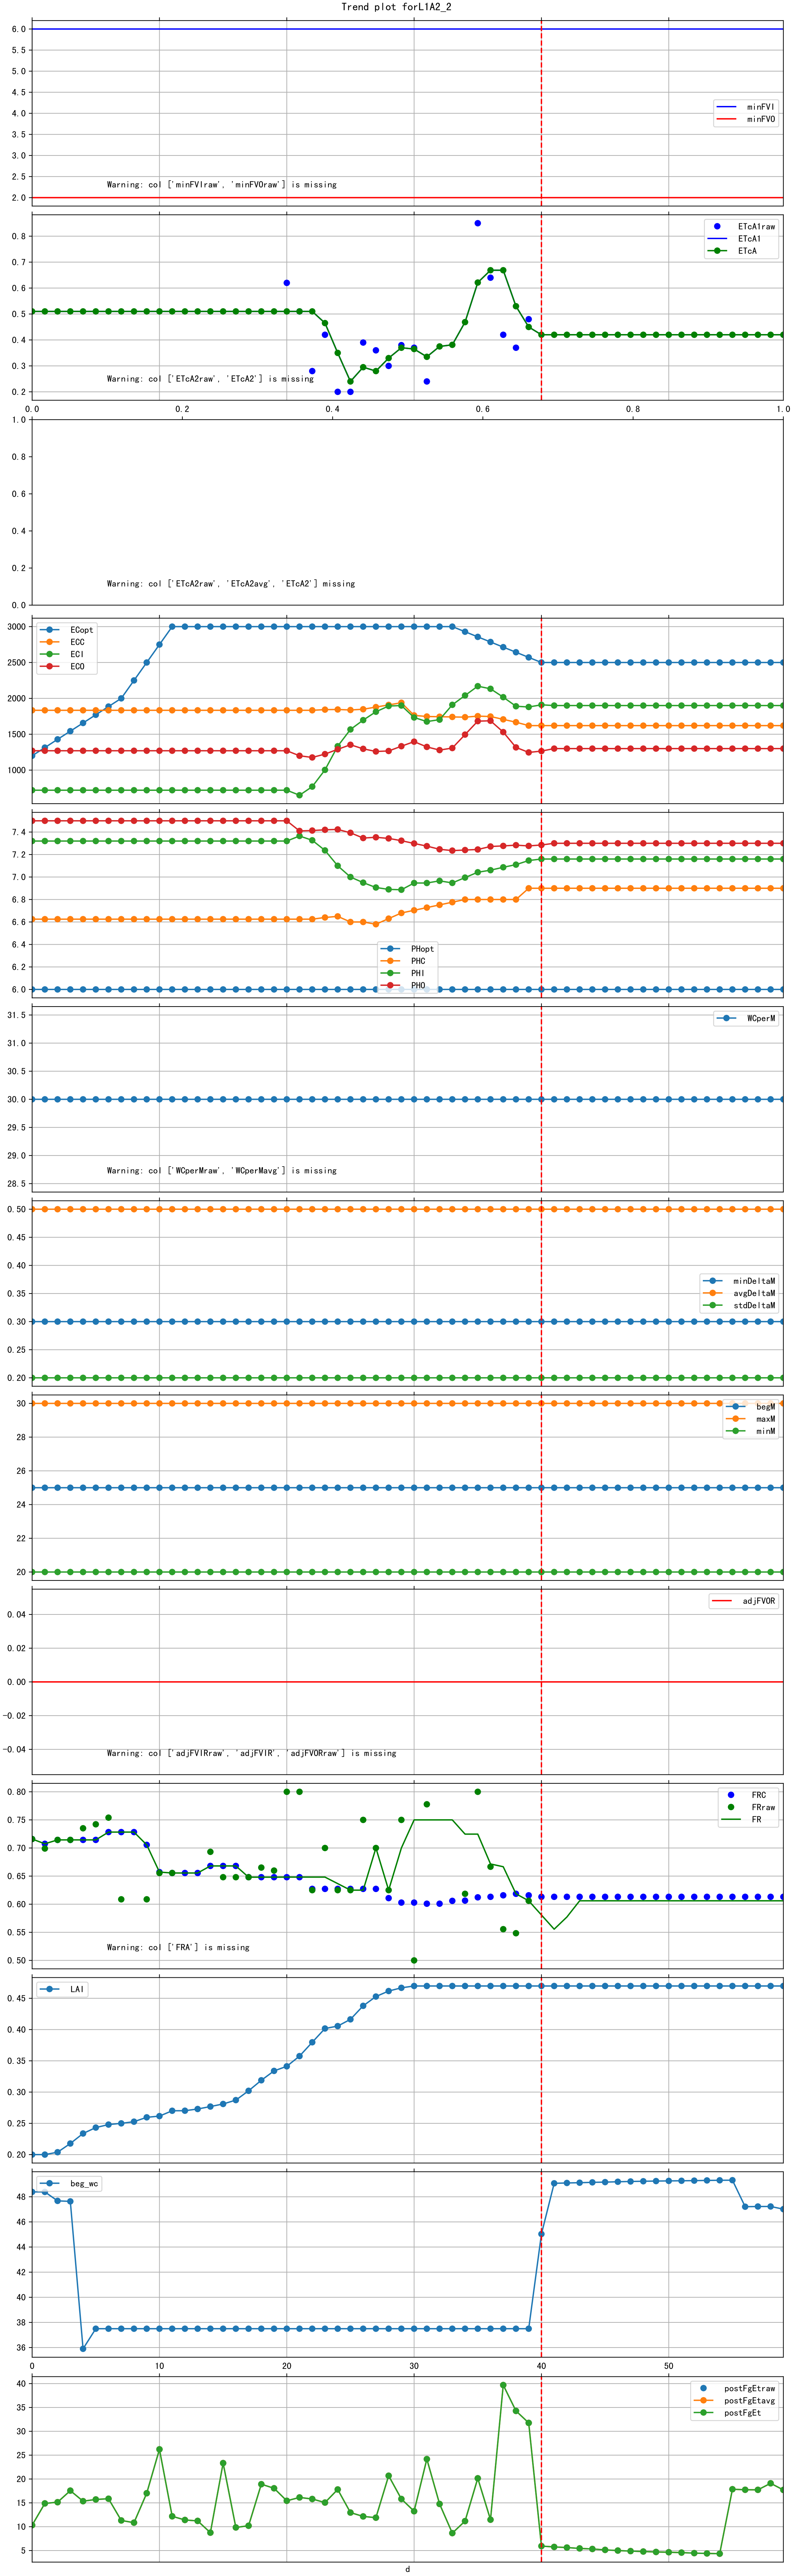 Trend plot forL1A2_2
6.0
5.5
5.0
4.5
4.0
3.5
3.0
2.5
2.0
minFVI
minFVO
Warning: col ['minFVIraw', 'minFVOraw'] is missing
0.8
0.7
0.6
0.5
0.4
0.3
0.2
ETcA1raw
ETcA1
ETcA
Warning: col ['ETcA2raw', 'ETcA2'] is missing
0.0 0.2 0.4 0.6 0.8 1.0
1.0
0.8
0.6
0.4
0.2
0.0
Warning: col ['ETcA2raw', 'ETcA2avg', 'ETcA2'] missing
3000
2500
2000
1500
1000
ECopt
ECC
ECI
ECO
7.4
7.2
7.0
6.8
6.6
6.4
6.2
6.0
PHopt
PHC
PHI
PHO
31.5
31.0
30.5
30.0
29.5
29.0
28.5
WCperM
Warning: col ['WCperMraw', 'WCperMavg'] is missing
0.50
0.45
0.40
0.35
0.30
0.25
0.20
minDeltaM
avgDeltaM
stdDeltaM
30
28
26
24
22
20
begM
maxM
minM
0.04
0.02
0.00
−0.02
−0.04
adjFVOR
Warning: col ['adjFVIRraw', 'adjFVIR', 'adjFVORraw'] is missing
0.80
0.75
0.70
0.65
0.60
0.55
0.50
FRC
FRraw
FR
Warning: col ['FRA'] is missing
0.45
0.40
0.35
0.30
0.25
0.20
LAI
48
46
44
42
40
38
36
beg_wc
0 10 20 30 40 50
40
35
30
25
20
15
10
5
postFgEtraw
postFgEtavg
postFgEt
d